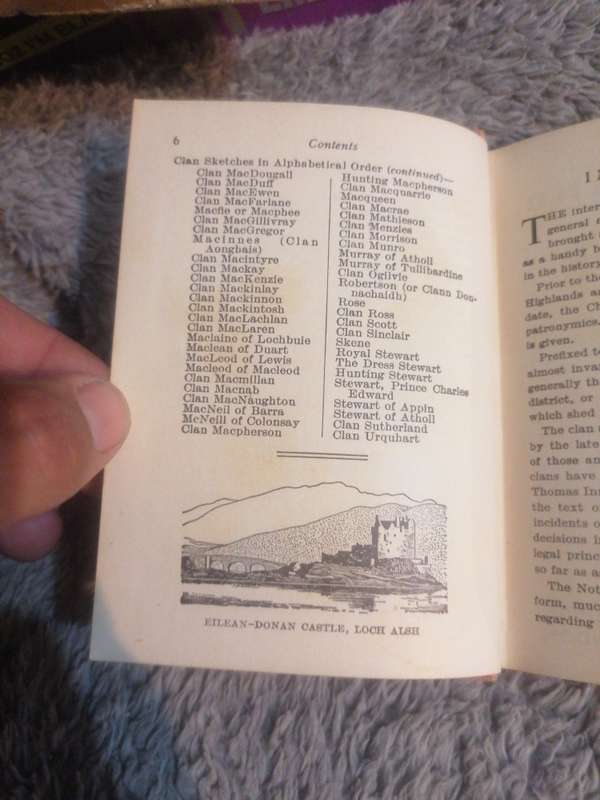 6
Contents
Clan Sketches in Alphabetical Order (continued)—
Clan MacDougall
Clan MacDuff
Clan MacEwen
Clan MacFarlane
Macfie or Macphee
Clan MacGillivray
Clan MacGregor
Macinnes (Clan
Aonghais)
Clan Macintyre
Clan Mackay
Clan MacKenzie
Clan Mackinlay
Clan Mackinnon
Clan Mackintosh
Clan MacLachlan
Clan MacLaren
Maclaine of Lochbuie
Maclean of Duart
MacLeod of Lewis
Macleod of Macleod
Clan Macmillan
Clan Macnab
Clan MacNaughton
MacNeil of Barra
McNeill of Colonsay
Clan Macpherson
Hunting Macpherson
Clan Macquarrie
Macqueen
Clan Macrae
Clan Mathieson
Clan Menzies
Clan Morrison
Clan Munro
Murray of Atholl
Murray of Tullibardine
Clan Ogilvie
Robertson (or Clann Don-
nachaidh)
Rose
Clan Ross
Clan Scott
Clan Sinclair
Skene
Royal Stewart
The Dress Stewart
Hunting Stewart
Stewart, Prince Charles
Edward
Stewart of Appin
Stewart of Atholl
Clan Sutherland
Clan Urquhart
EILEAN-DONAN CASTLE, LOCH ALSH
THE inter
general
brought
as a handy b
in the history
Prior to the
Highlands an
date, the Ch
patronymics.
is given.
Prefixed to
almost inva
generally th
district, or
which shed
The clan
by the late
of those an
clans have
Thomas Inn
the text o
incidents o
decisions i
legal princ
so far as a
The Not
form, muc
regarding